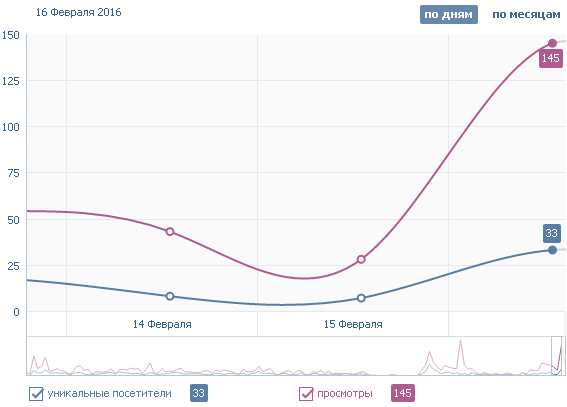 16 Февраля 2016
по дням по месяцам
150
125
100
75
50
25
0
145
33
14 Февраля 15 Февраля
уникальные посетители 33 просмотры 145